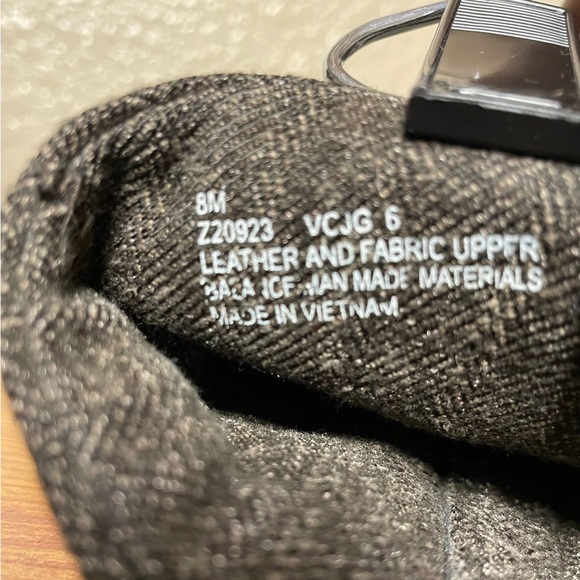 8M
Z20923 VCJG 6
LEATHER AND FABRIC UPPER
BALANCE MAN MADE MATERIALS
MADE IN VIETNAM